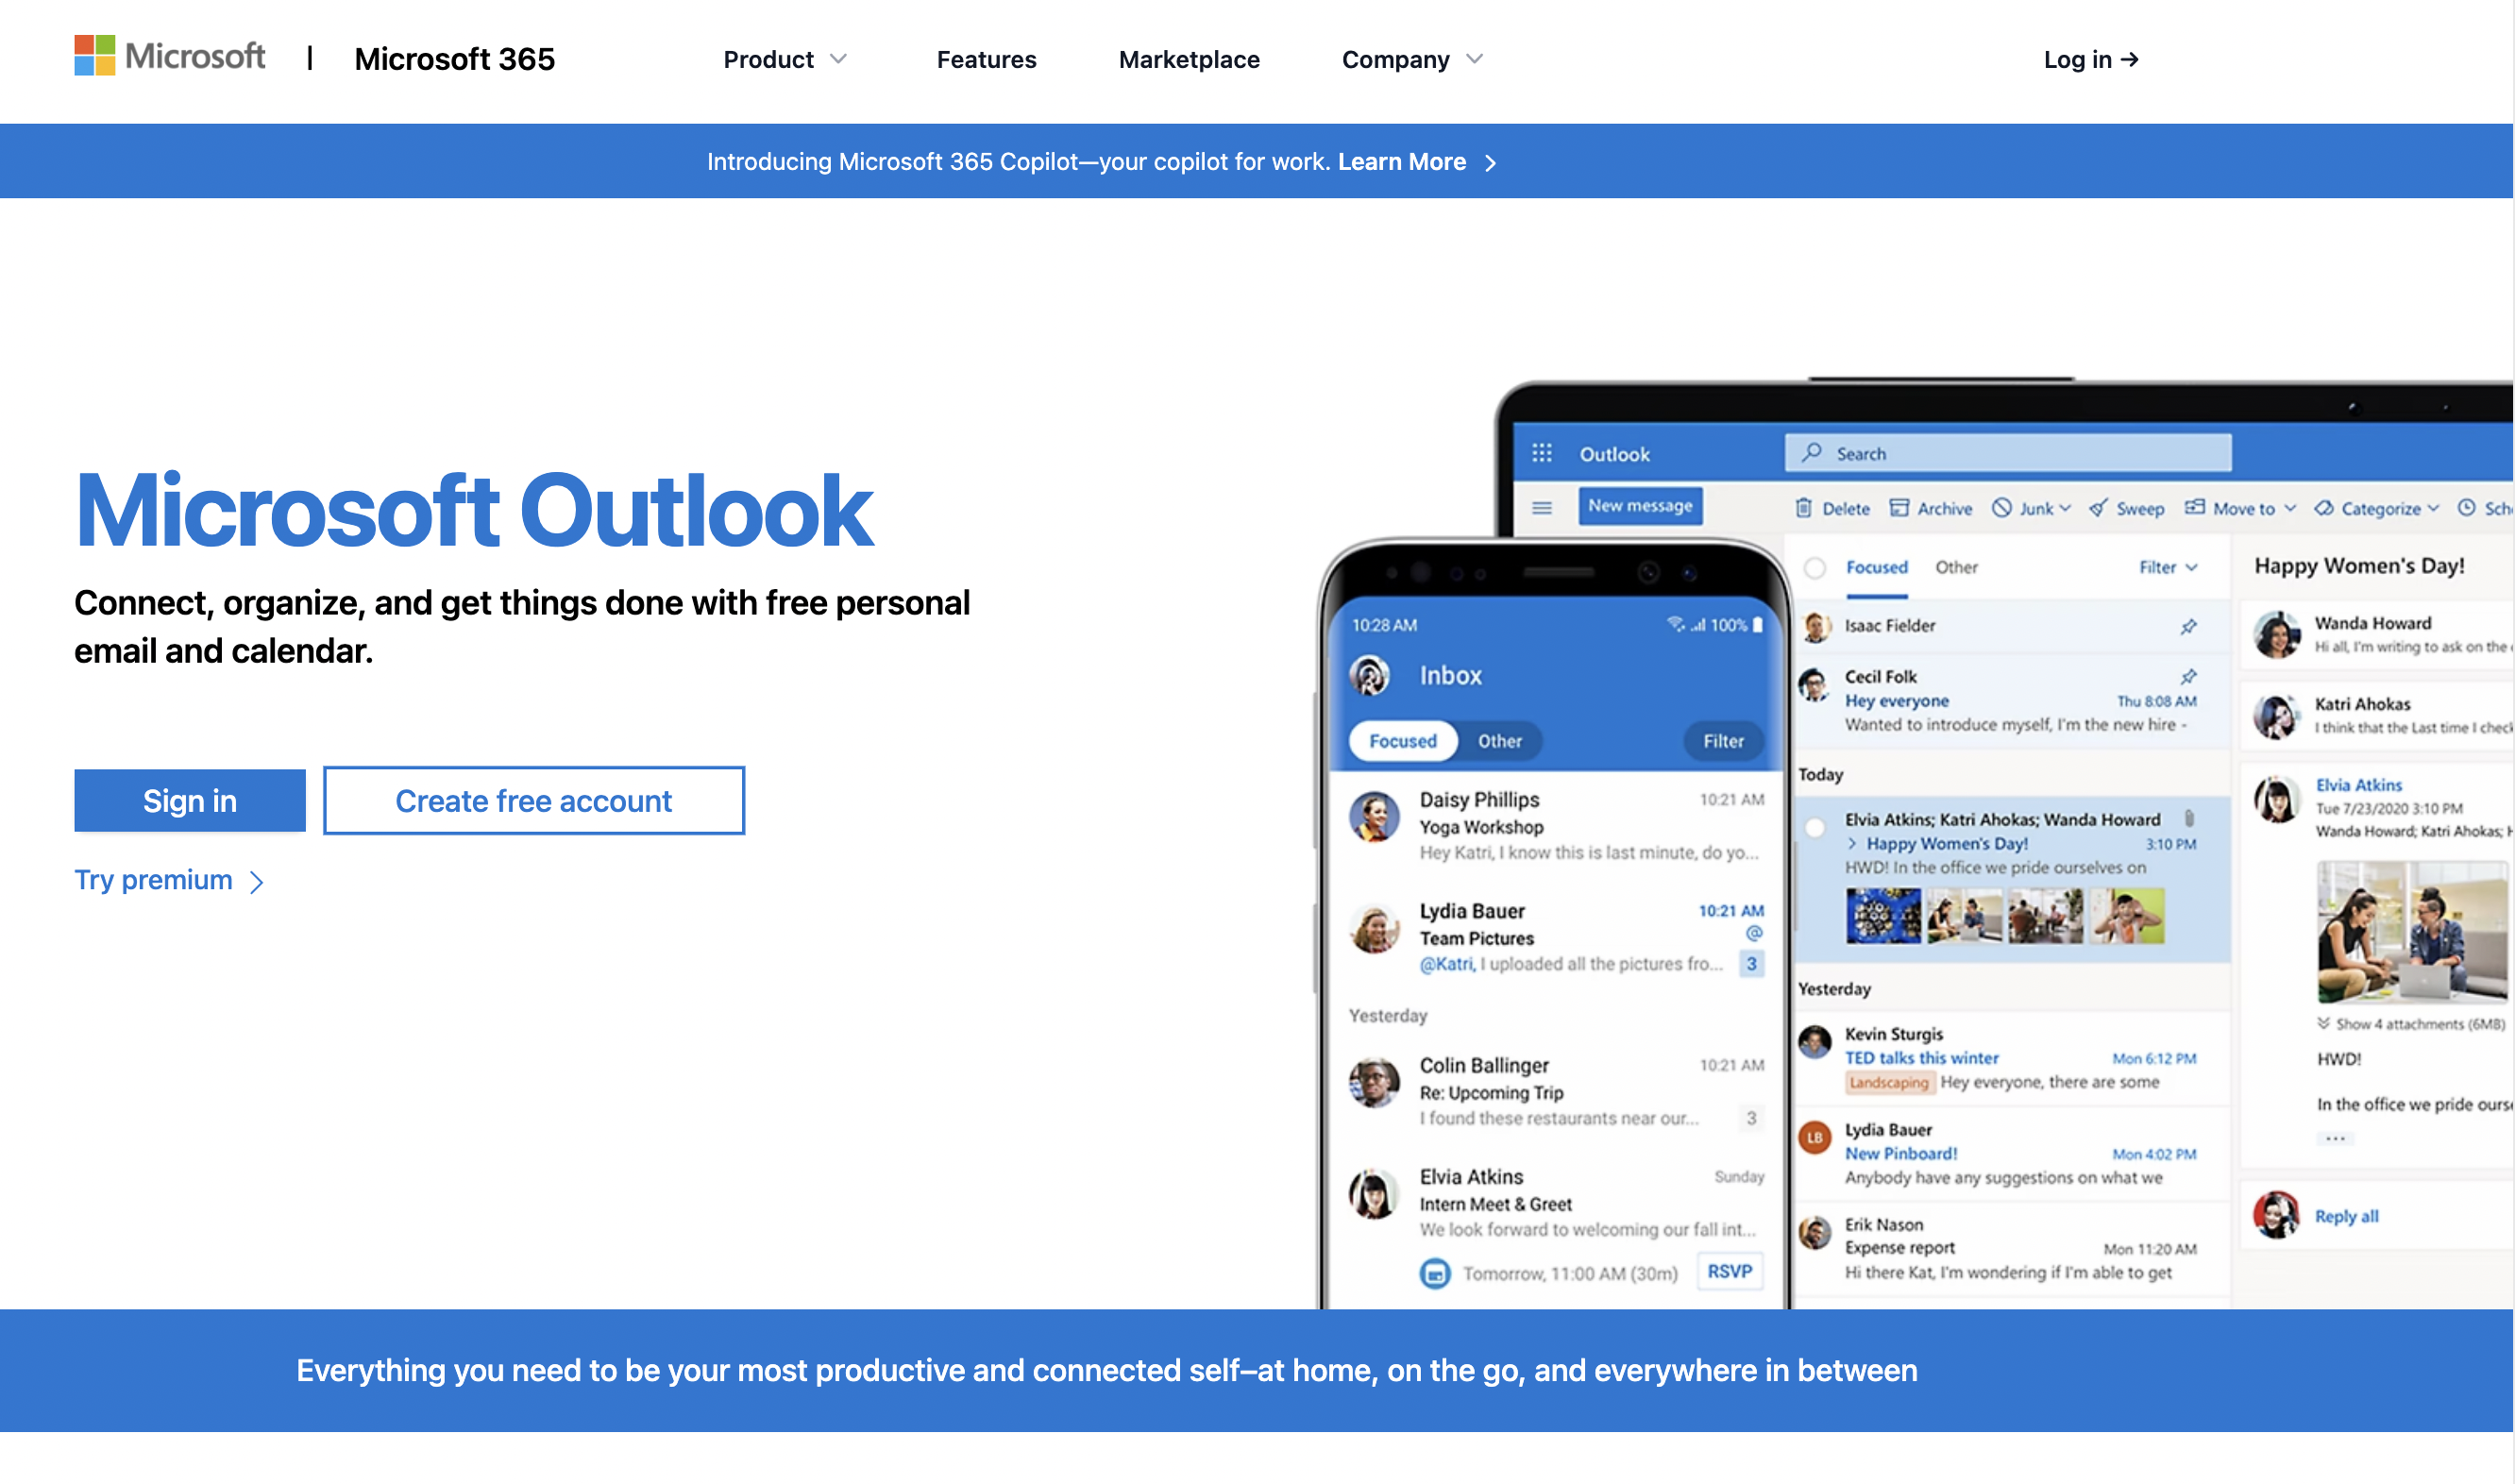 Microsoft | Microsoft 365
Product
Features
Marketplace
Company
Log in →
Introducing Microsoft 365 Copilot—your copilot for work. Learn More >
Microsoft Outlook
Connect, organize, and get things done with free personal
email and calendar.
Sign in
Create free account
Try premium >
10:28 AM
100%
Inbox
Focused
Other
Filter
Daisy Phillips
10:21 AM
Yoga Workshop
Hey Katri, I know this is last minute, do yo...
Lydia Bauer
10:21 AM
Team Pictures
@
@Katri, I uploaded all the pictures fro...
3
Yesterday
Colin Ballinger
10:21 AM
Re: Upcoming Trip
I found these restaurants near our...
3
Elvia Atkins
Sunday
Intern Meet & Greet
We look forward to welcoming our fall int...
Tomorrow, 11:00 AM (30m)
RSVP
Outlook
Search
New message
Delete
Archive
Junk
Sweep
Move to
Categorize
Sch
Focused
Other
Filter
Isaac Fielder
Cecil Folk
Hey everyone
Thu 8:08 AM
Wanted to introduce myself, I'm the new hire -
Today
Elvia Atkins; Katri Ahokas; Wanda Howard
> Happy Women's Day!
3:10 PM
HWD! In the office we pride ourselves on
Yesterday
Kevin Sturgis
TED talks this winter
Mon 6:12 PM
Landscaping Hey everyone, there are some
LB
Lydia Bauer
New Pinboard!
Mon 4:02 PM
Anybody have any suggestions on what we
Erik Nason
Expense report
Mon 11:20 AM
Hi there Kat, I'm wondering if I'm able to get
Happy Women's Day!
Wanda Howard
Hi all, I'm writing to ask on the
Katri Ahokas
I think that the Last time I chec
Elvia Atkins
Tue 7/23/2020 3:10 PM
Wanda Howard; Katri Ahokas;
Show 4 attachments (6MB)
HWD!
In the office we pride ours
...
Reply all
Everything you need to be your most productive and connected self–at home, on the go, and everywhere in between